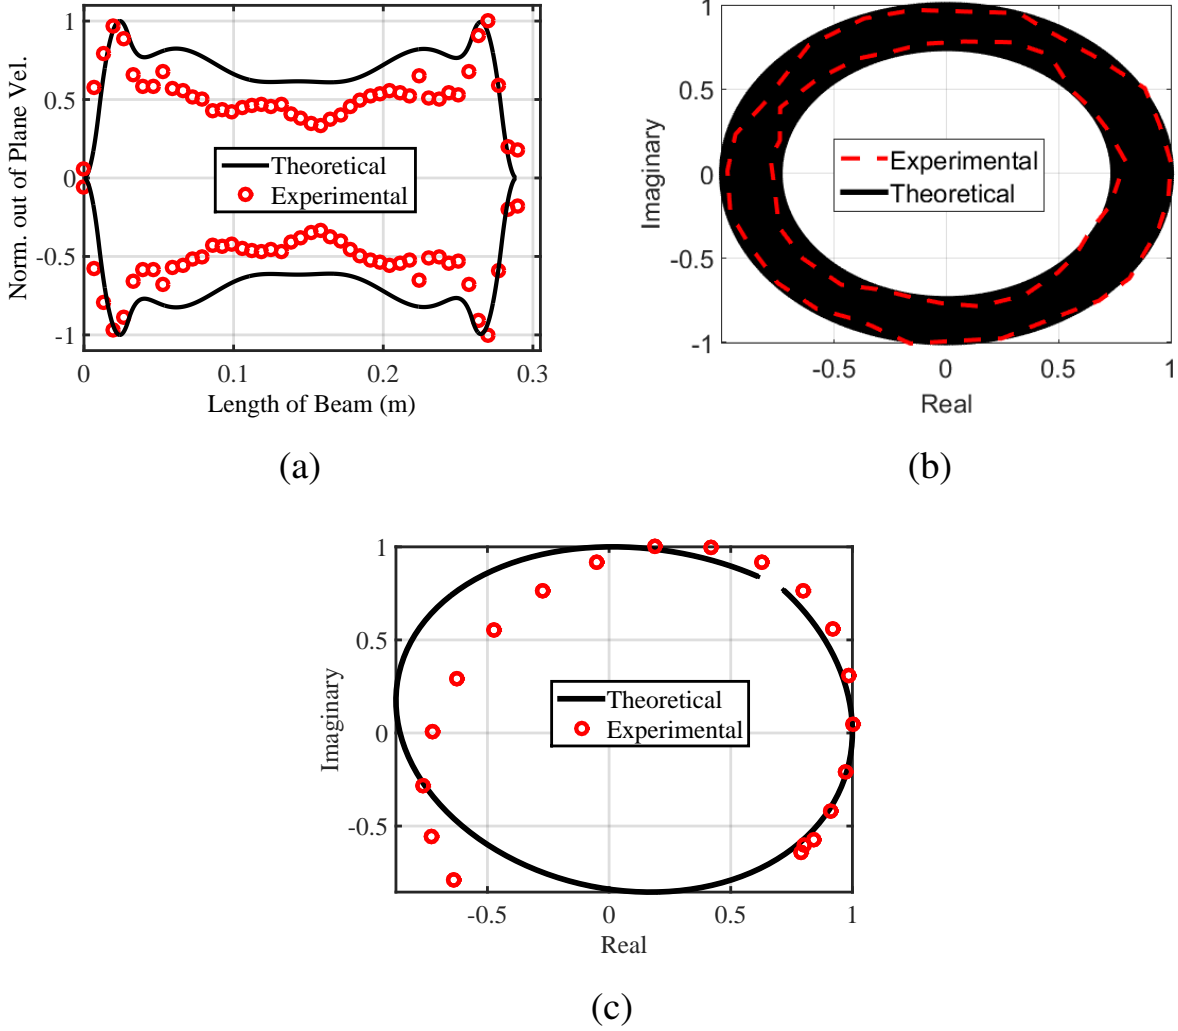 1
0.5
0
-0.5
-1
Norm. out of Plane Vel.
Theoretical
Experimental
0
0.1
0.2
0.3
Length of Beam (m)
(a)
1
0.5
0
-0.5
-1
Imaginary
Experimental
Theoretical
-0.5
0
0.5
1
Real
(b)
1
0.5
0
-0.5
Imaginary
Theoretical
Experimental
-0.5
0
0.5
1
Real
(c)